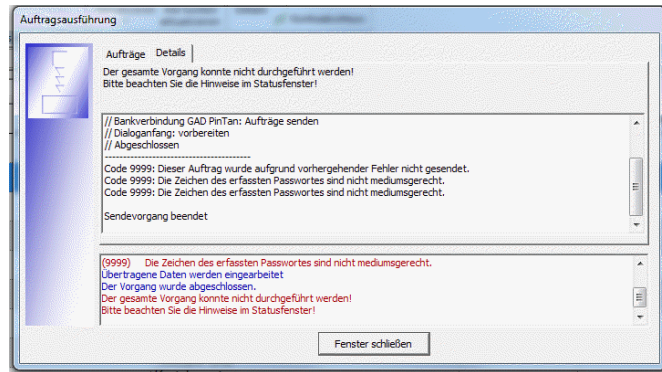 Auftragsausführung
Aufträge Details
Der gesamte Vorgang konnte nicht durchgeführt werden!
Bitte beachten Sie die Hinweise im Statusfenster!
// Bankverbindung GAD PinTan: Aufträge senden
// Dialoganfang: vorbereiten
// Abgeschlossen
----------------------------------------
Code 9999: Dieser Auftrag wurde aufgrund vorhergehender Fehler nicht gesendet.
Code 9999: Die Zeichen des erfassten Passwortes sind nicht mediumsgerecht.
Code 9999: Die Zeichen des erfassten Passwortes sind nicht mediumsgerecht.
Sendevorgang beendet
(9999) Die Zeichen des erfassten Passwortes sind nicht mediumsgerecht.
Übertragene Daten werden eingearbeitet
Der Vorgang wurde abgeschlossen.
Der gesamte Vorgang konnte nicht durchgeführt werden!
Bitte beachten Sie die Hinweise im Statusfenster!
Fenster schließen